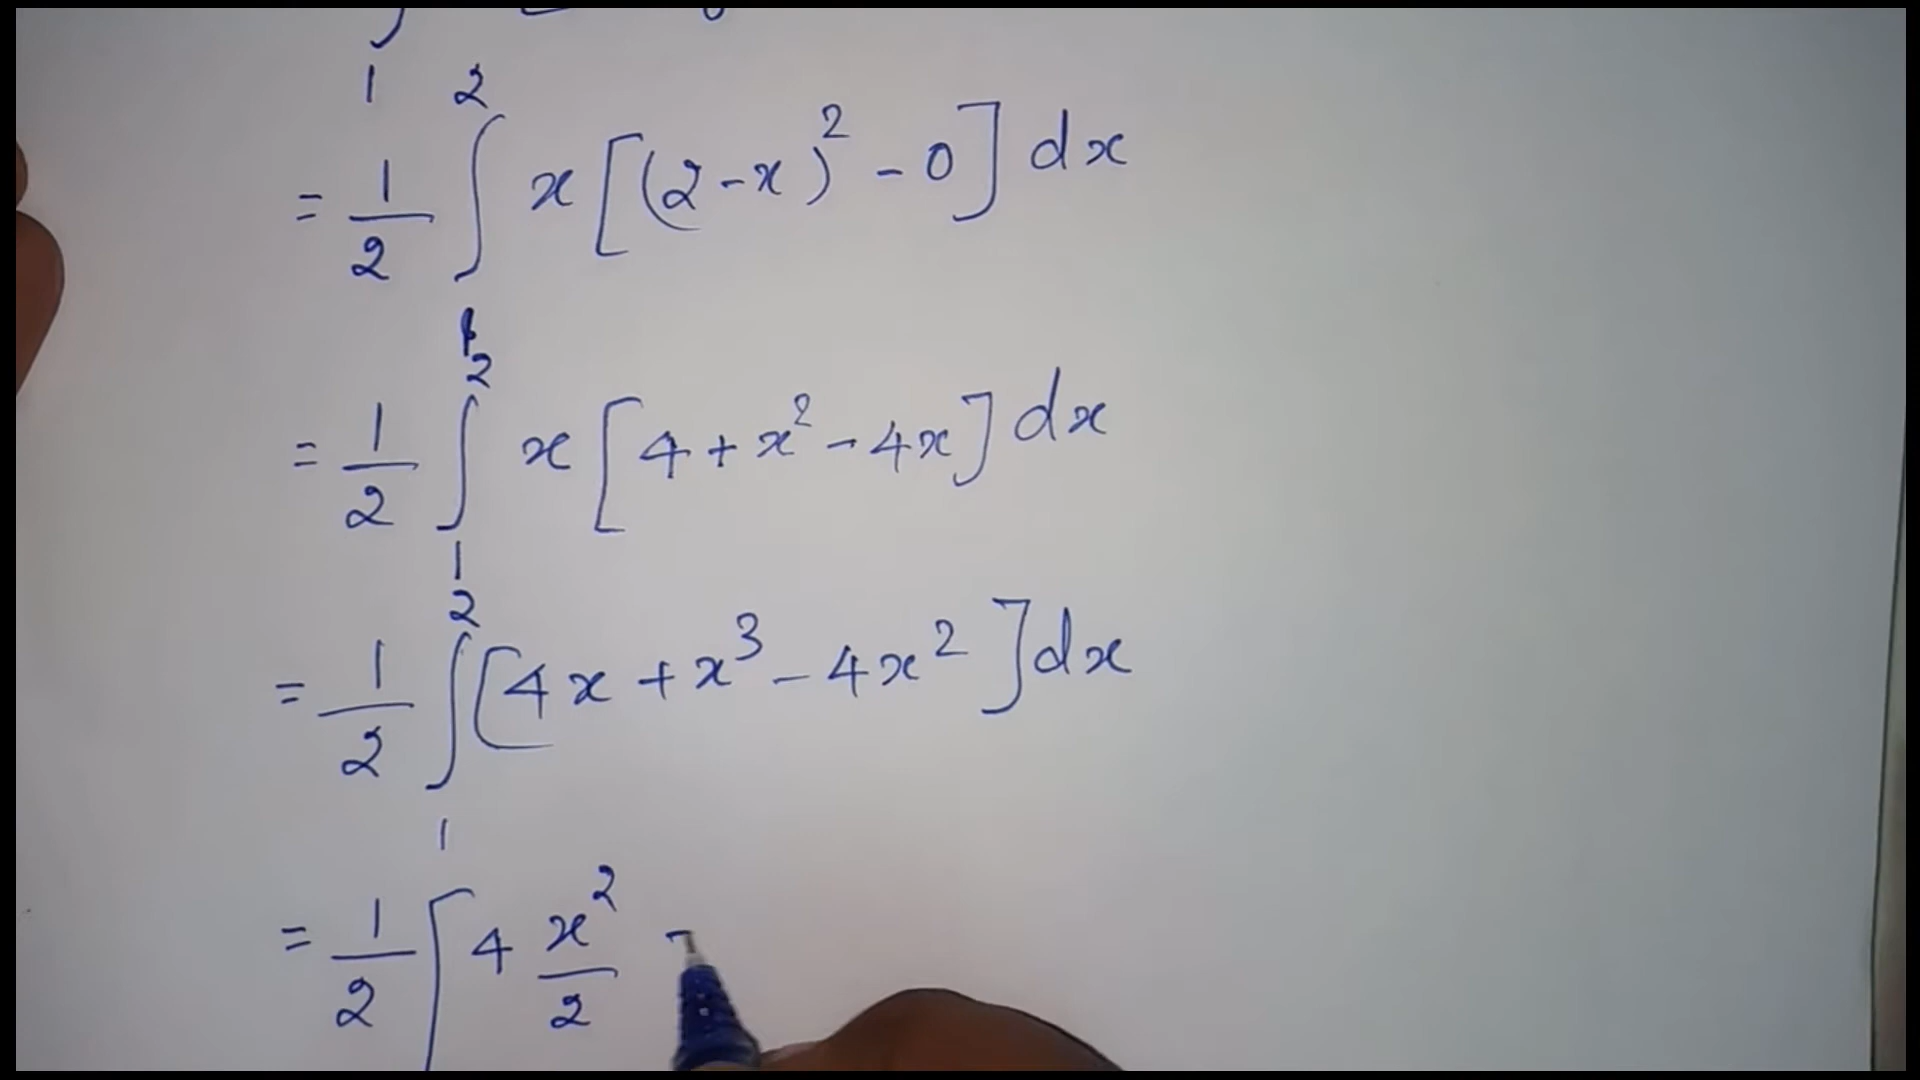 1
= 1/2 ∫₁² x [(2-x)² - 0] dx
= 1/2 ∫₁² x [4 + x² - 4x] dx
= 1/2 ∫₁² [4x + x³ - 4x²] dx
= 1/2 [4 x²/2